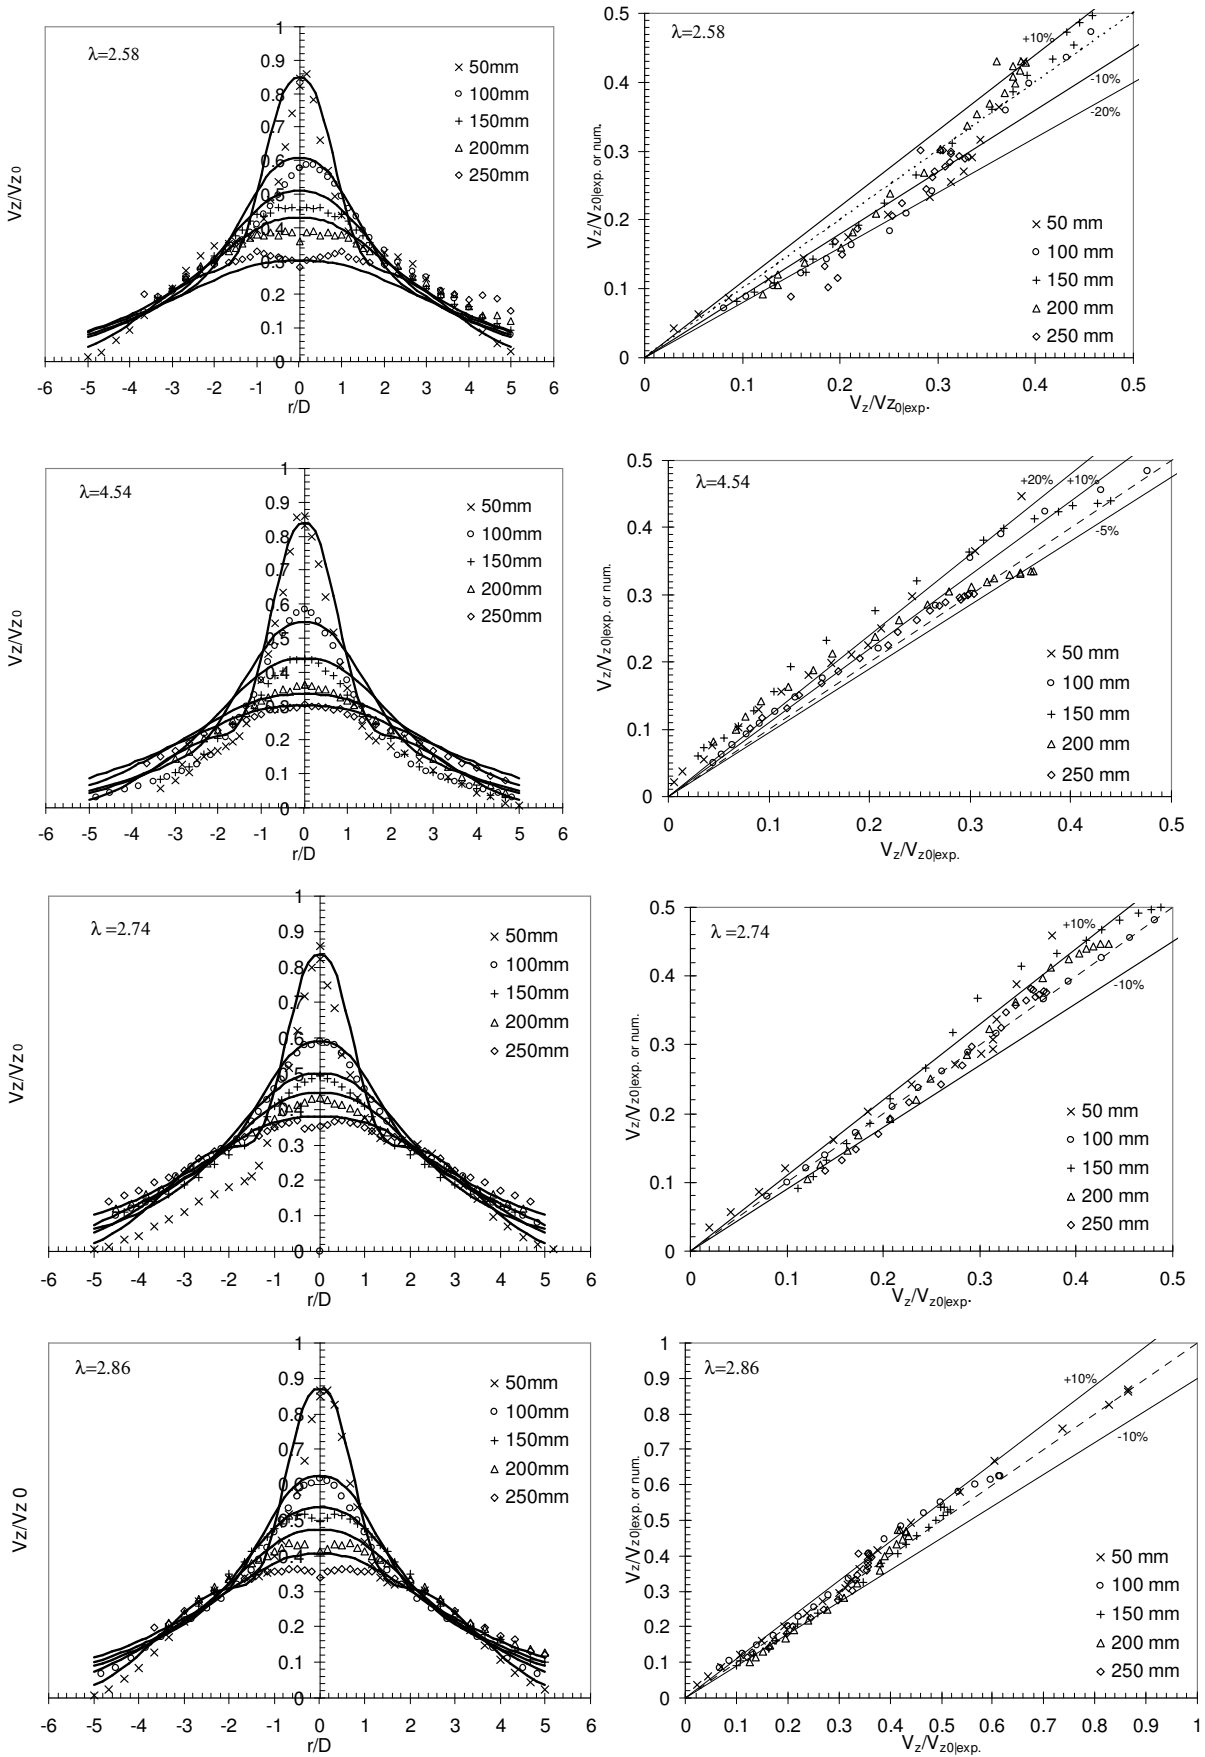 λ=2.58
1
0.9
0.8
0.7
0.6
0.5
0.4
0.3
0.2
0.1
0
-6 -5 -4 -3 -2 -1 0 1 2 3 4 5 6
r/D
Vz/Vz0
50mm
100mm
150mm
200mm
250mm
λ=2.58
+10%
-10%
-20%
0.5
0.4
0.3
0.2
0.1
0
0 0.1 0.2 0.3 0.4 0.5
Vz/Vz0|exp.
Vz/Vz0|exp. or num.
50 mm
100 mm
150 mm
200 mm
250 mm
λ=4.54
1
0.9
0.8
0.7
0.6
0.5
0.4
0.3
0.2
0.1
0
-6 -5 -4 -3 -2 -1 0 1 2 3 4 5 6
r/D
Vz/Vz0
50mm
100mm
150mm
200mm
250mm
λ=4.54
+20% +10%
-5%
0.5
0.4
0.3
0.2
0.1
0
0 0.1 0.2 0.3 0.4 0.5
Vz/Vz0|exp.
Vz/Vz0|exp. or num.
50 mm
100 mm
150 mm
200 mm
250 mm
λ =2.74
1
0.9
0.8
0.7
0.6
0.5
0.4
0.3
0.2
0.1
0
-6 -5 -4 -3 -2 -1 0 1 2 3 4 5 6
r/D
Vz/Vz0
50mm
100mm
150mm
200mm
250mm
λ=2.74
+10%
-10%
0.5
0.4
0.3
0.2
0.1
0
0 0.1 0.2 0.3 0.4 0.5
Vz/Vz0|exp.
Vz/Vz0|exp. or num.
50 mm
100 mm
150 mm
200 mm
250 mm
λ=2.86
1
0.9
0.8
0.7
0.6
0.5
0.4
0.3
0.2
0.1
0
-6 -5 -4 -3 -2 -1 0 1 2 3 4 5 6
r/D
Vz/Vz 0
50mm
100mm
150mm
200mm
250mm
λ=2.86
+10%
-10%
1
0.9
0.8
0.7
0.6
0.5
0.4
0.3
0.2
0.1
0
0 0.1 0.2 0.3 0.4 0.5 0.6 0.7 0.8 0.9 1
Vz/Vz0|exp.
Vz/Vz0|exp. or num.
50 mm
100 mm
150 mm
200 mm
250 mm